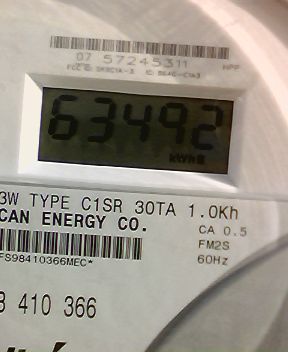 07 57245311
63492
kWh
3W TYPE C1SR 30TA 1.0Kh
CAN ENERGY CO.
CA 0.5
FM2S
60Hz
FS98410366MEC*
410 366